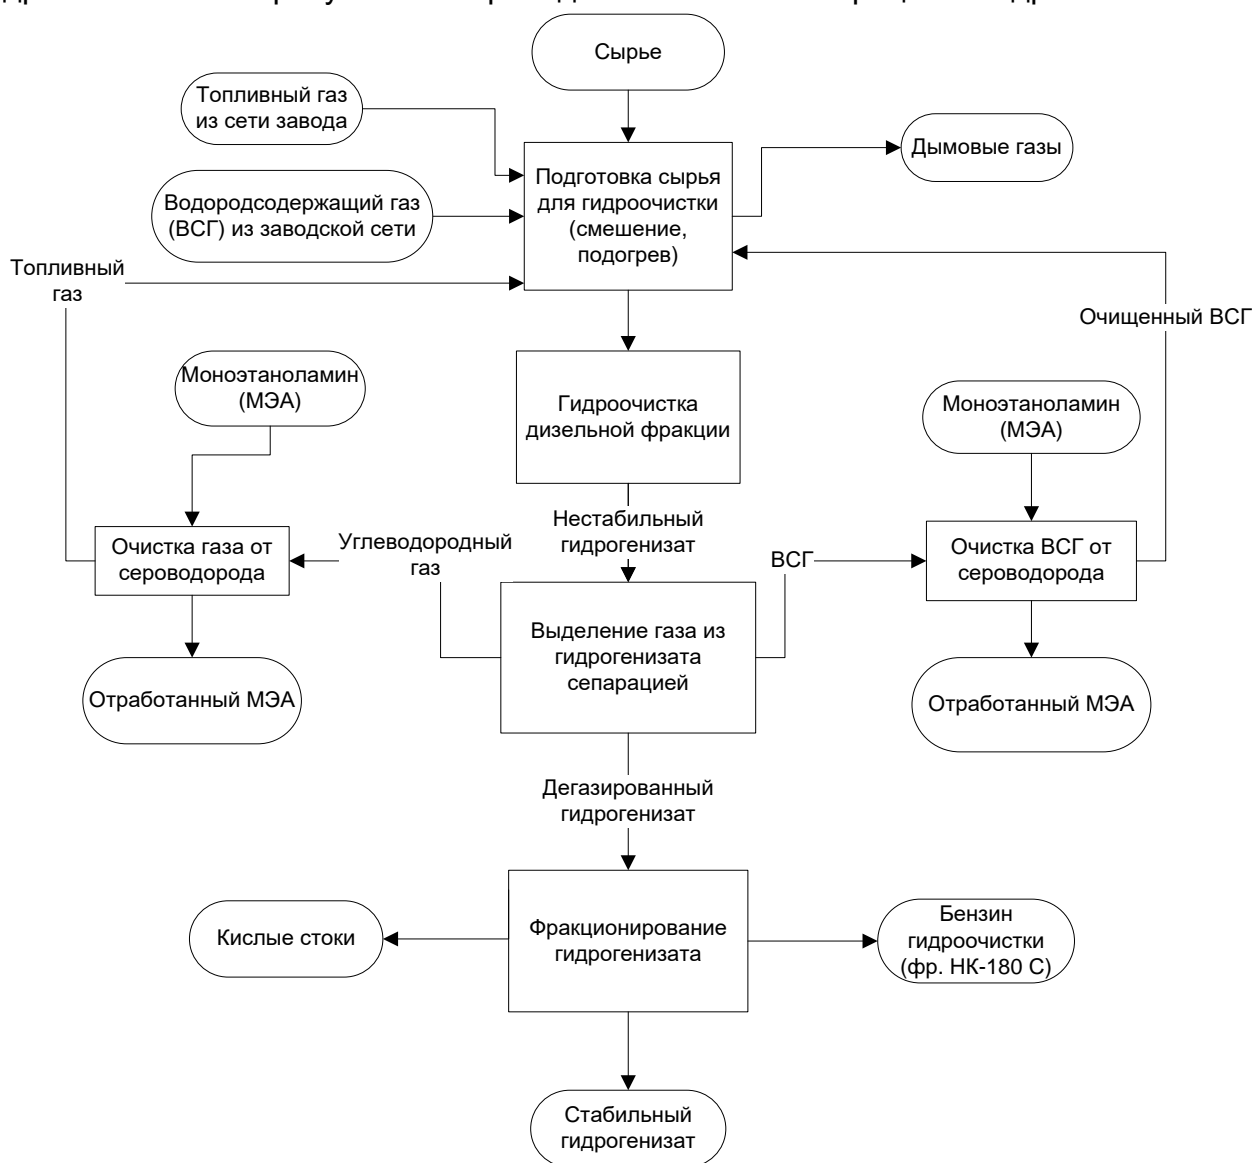 Сырье
Топливный газ
из сети завода
Дымовые газы
Подготовка сырья
для гидроочистки
(смешение,
подогрев)
Водородсодержащий газ
(ВСГ) из заводской сети
Топливный
газ
Очищенный ВСГ
Моноэтаноламин
(МЭА)
Гидроочистка
дизельной фракции
Моноэтаноламин
(МЭА)
Нестабильный
гидрогенизат
Очистка газа от
сероводорода
Углеводородный
газ
ВСГ
Очистка ВСГ от
сероводорода
Выделение газа из
гидрогенизата
сепарацией
Отработанный МЭА
Отработанный МЭА
Дегазированный
гидрогенизат
Кислые стоки
Фракционирование
гидрогенизата
Бензин
гидроочистки
(фр. НК-180 С)
Стабильный
гидрогенизат